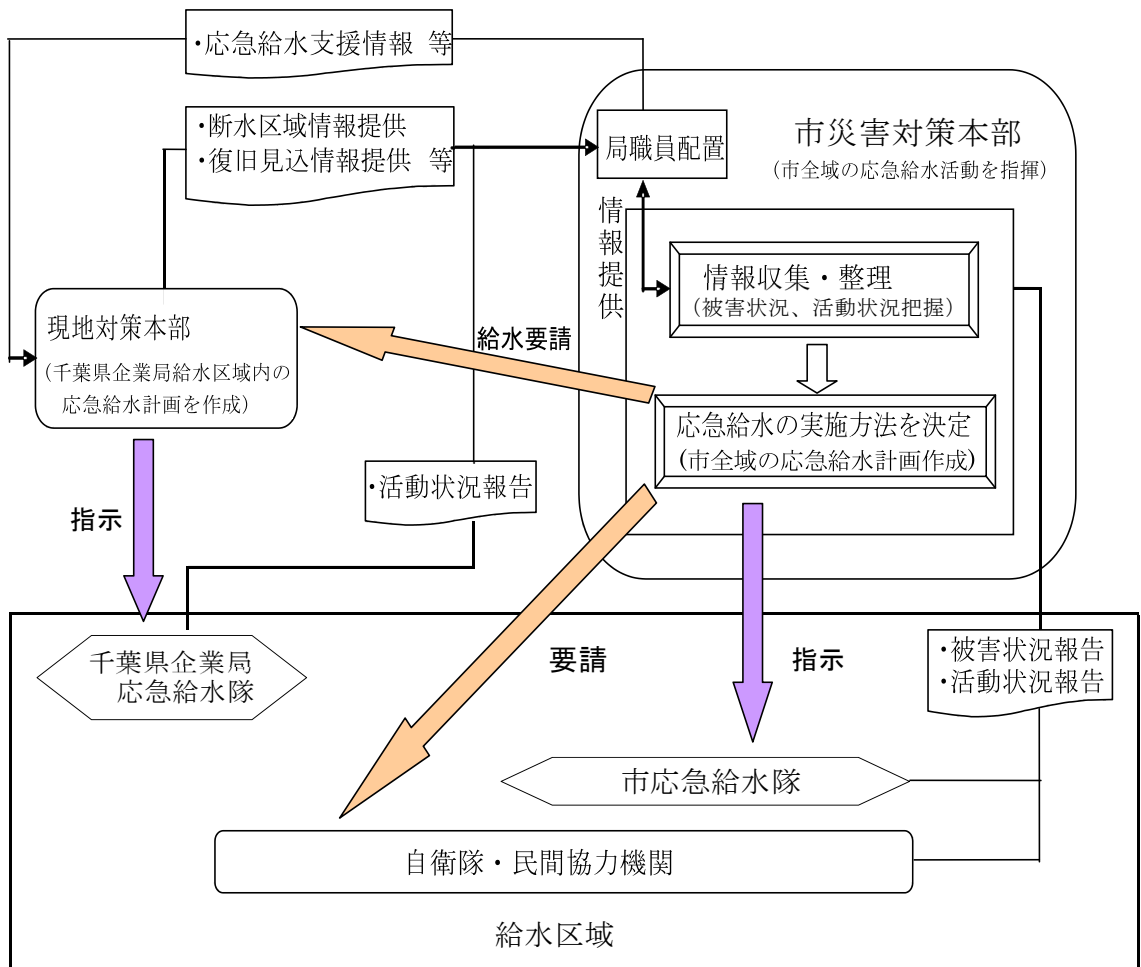 ・応急給水支援情報 等
・断水区域情報提供
・復旧見込情報提供 等
局職員配置
市災害対策本部
(市全域の応急給水活動を指揮)
情報提供
情報収集・整理
(被害状況、活動状況把握)
現地対策本部
(千葉県企業局給水区域内の
応急給水計画を作成)
給水要請
応急給水の実施方法を決定
(市全域の応急給水計画作成)
・活動状況報告
指示
千葉県企業局
応急給水隊
要請
指示
・被害状況報告
・活動状況報告
市応急給水隊
自衛隊・民間協力機関
給水区域